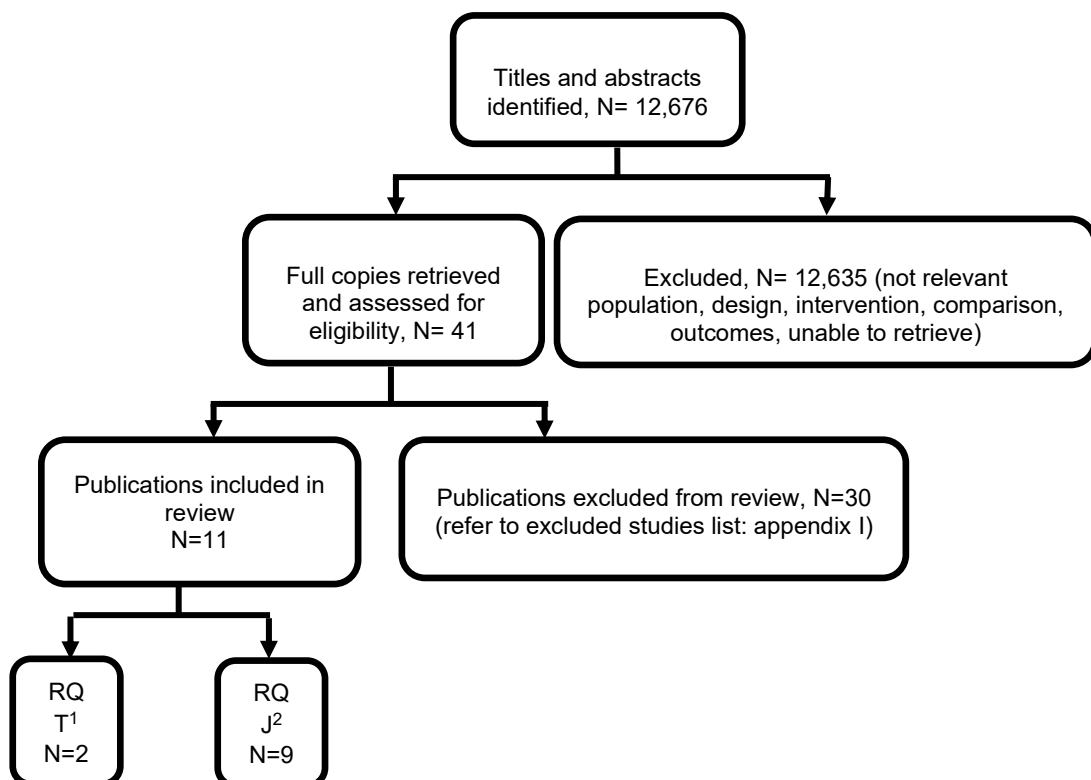 Titles and abstracts
identified, N= 12,676
Full copies retrieved
and assessed for
eligibility, N= 41
Excluded, N= 12,635 (not relevant
population, design, intervention, comparison,
outcomes, unable to retrieve)
Publications included in
review
N=11
Publications excluded from review, N=30
(refer to excluded studies list: appendix I)
RQ
T¹
N=2
RQ
J²
N=9